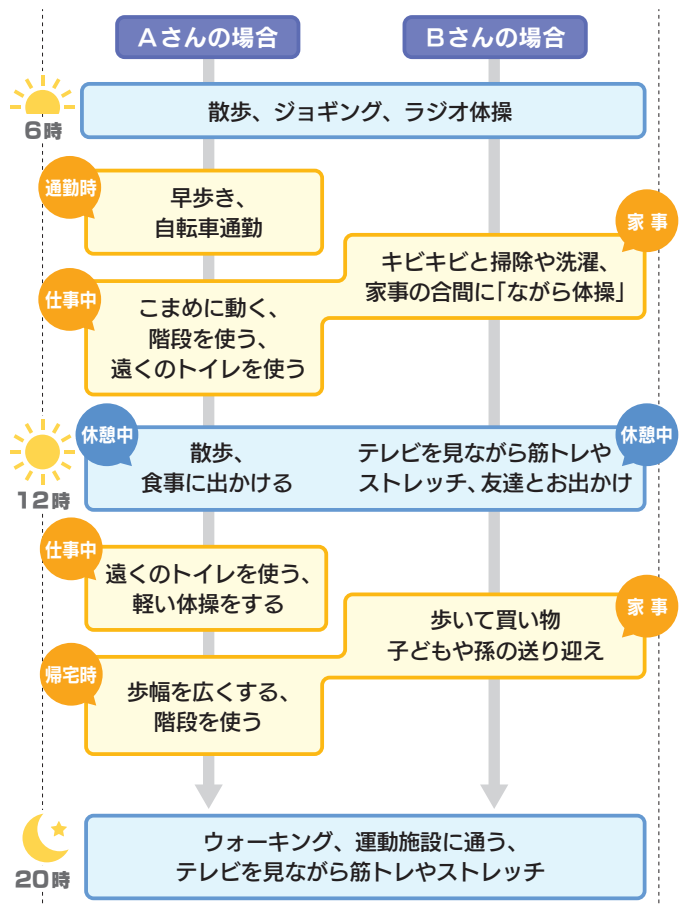 Aさんの場合
Bさんの場合
6時
散歩、ジョギング、ラジオ体操
通勤時
早歩き、
自転車通勤
家事
キビキビと掃除や洗濯、
家事の合間に「ながら体操」
仕事中
こまめに動く、
階段を使う、
遠くのトイレを使う
12時
休憩中
散歩、
食事に出かける
休憩中
テレビを見ながら筋トレや
ストレッチ、友達とお出かけ
仕事中
遠くのトイレを使う、
軽い体操をする
家事
歩いて買い物
子どもや孫の送り迎え
帰宅時
歩幅を広くする、
階段を使う
20時
ウォーキング、運動施設に通う、
テレビを見ながら筋トレやストレッチ